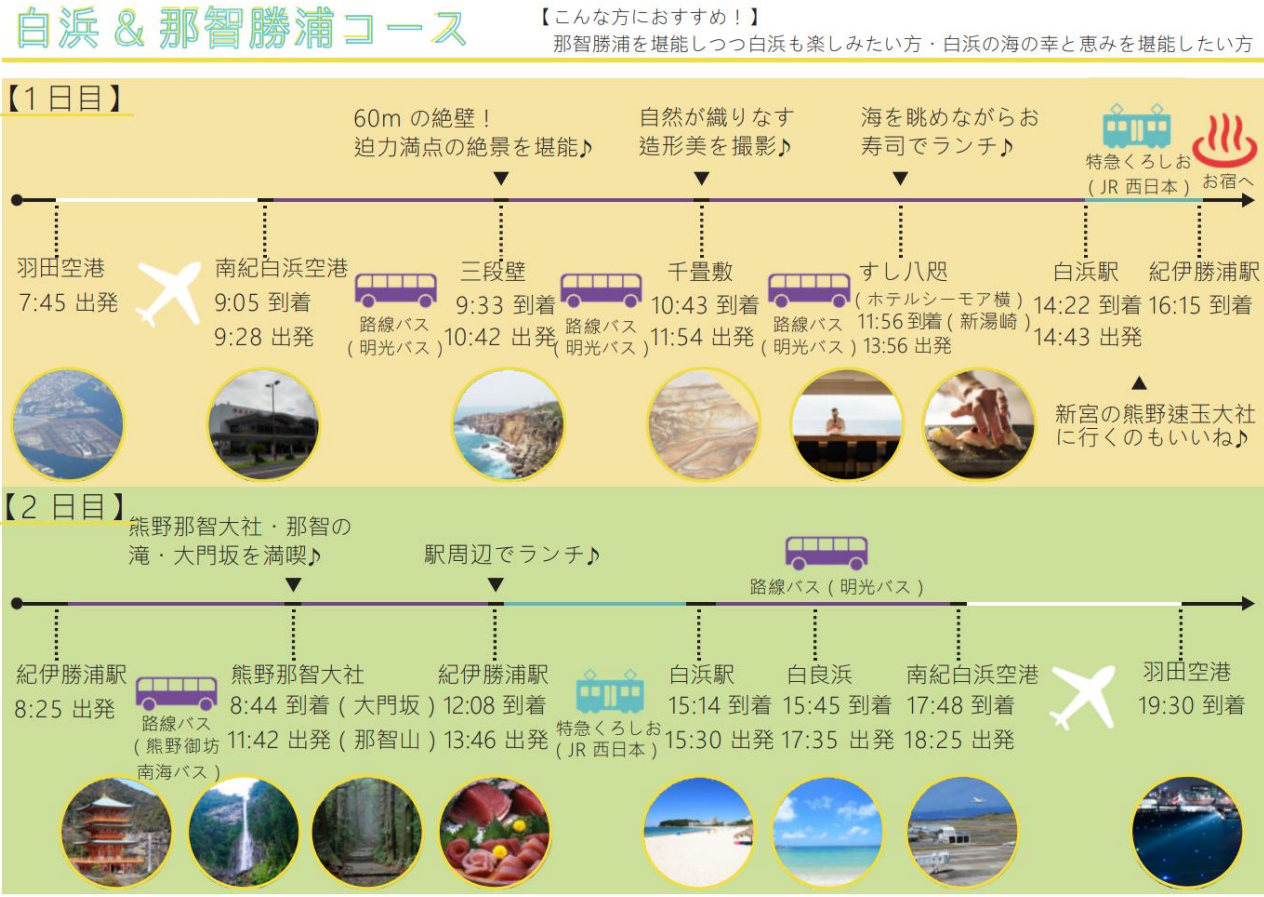 白浜 & 那智勝浦コース
【こんな方におすすめ！】
那智勝浦を堪能しつつ白浜も楽しみたい方・白浜の海の幸と恵みを堪能したい方
【1 日目】
60m の絶壁！
迫力満点の絶景を堪能♪
自然が織りなす
造形美を撮影♪
海を眺めながらお
寿司でランチ♪
特急くろしお
( JR 西日本 )
お宿へ
羽田空港
7:45 出発
南紀白浜空港
9:05 到着
9:28 出発
路線バス
( 明光バス )
三段壁
9:33 到着
10:42 出発
路線バス
( 明光バス )
千畳敷
10:43 到着
11:54 出発
路線バス
( 明光バス )
すし八処
( ホテルシーモア横 )
11:56 到着 ( 新湯崎 )
13:56 出発
白浜駅
14:22 到着
14:43 出発
紀伊勝浦駅
16:15 到着
新宮の熊野速玉大社
に行くのもいいね♪
【2 日目】
熊野那智大社・那智の
滝・大門坂を満喫♪
駅周辺でランチ♪
路線バス ( 明光バス )
紀伊勝浦駅
8:25 出発
路線バス
( 熊野御坊
南海バス )
熊野那智大社
8:44 到着 ( 大門坂 )
11:42 出発 ( 那智山 )
紀伊勝浦駅
12:08 到着
13:46 出発
特急くろしお
( JR 西日本 )
白浜駅
15:14 到着
15:30 出発
白良浜
15:45 到着
17:35 出発
南紀白浜空港
17:48 到着
18:25 出発
羽田空港
19:30 到着